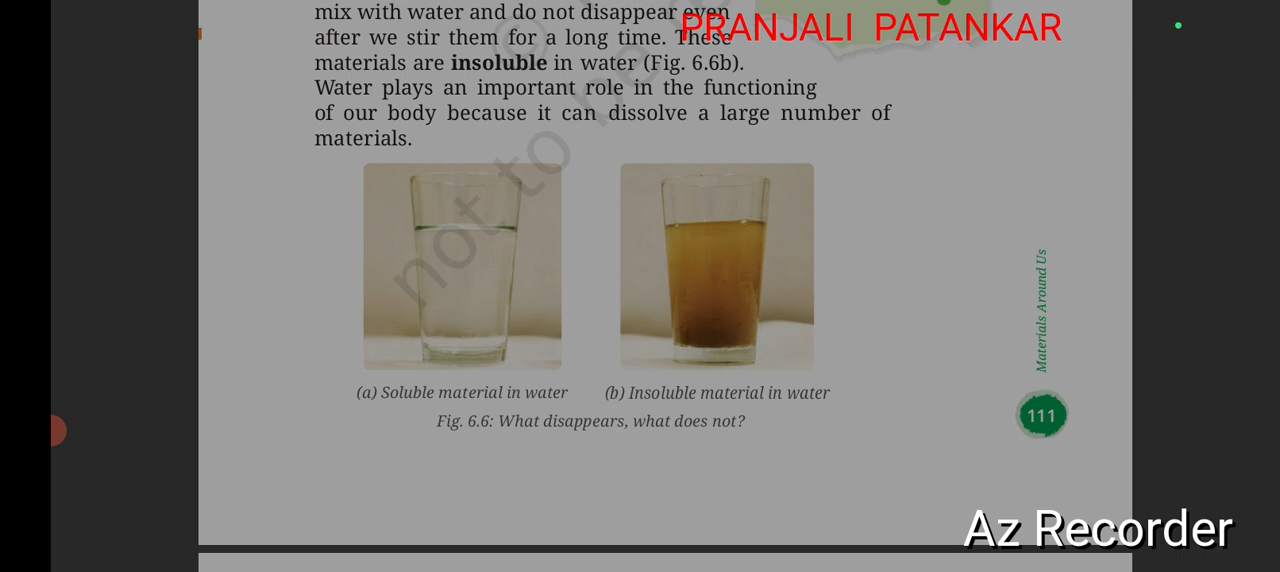 mix with water and do not disappear even
PRANJALI PATANKAR
after we stir them for a long time. These
materials are insoluble in water (Fig. 6.6b).
Water plays an important role in the functioning
of our body because it can dissolve a large number of
materials.
not to be
(a) Soluble material in water
(b) Insoluble material in water
Fig. 6.6: What disappears, what does not?
Materials Around Us
111
Az Recorder